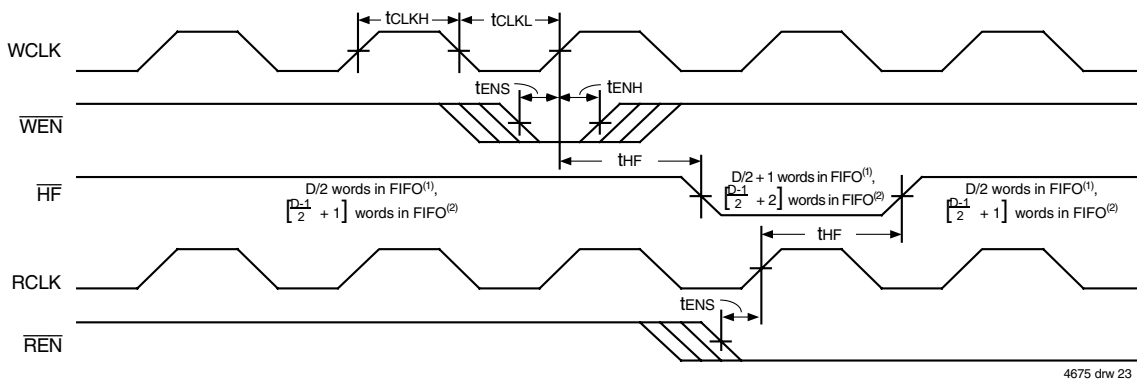 tCLKH
tCLKL
WCLK
tENS
tENH
WEN
tHF
HF
D/2 words in FIFO(1),
[D-1/2 + 1] words in FIFO(2)
D/2 + 1 words in FIFO(1),
[D-1/2 + 2] words in FIFO(2)
D/2 words in FIFO(1),
[D-1/2 + 1] words in FIFO(2)
tHF
RCLK
tENS
REN
4675 drw 23